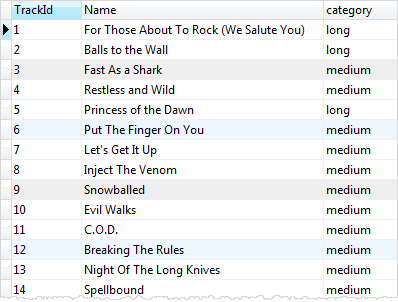 TrackId Name category
1 For Those About To Rock (We Salute You) long
2 Balls to the Wall long
3 Fast As a Shark medium
4 Restless and Wild medium
5 Princess of the Dawn long
6 Put The Finger On You medium
7 Let's Get It Up medium
8 Inject The Venom medium
9 Snowballed medium
10 Evil Walks medium
11 C.O.D. medium
12 Breaking The Rules medium
13 Night Of The Long Knives medium
14 Spellbound medium